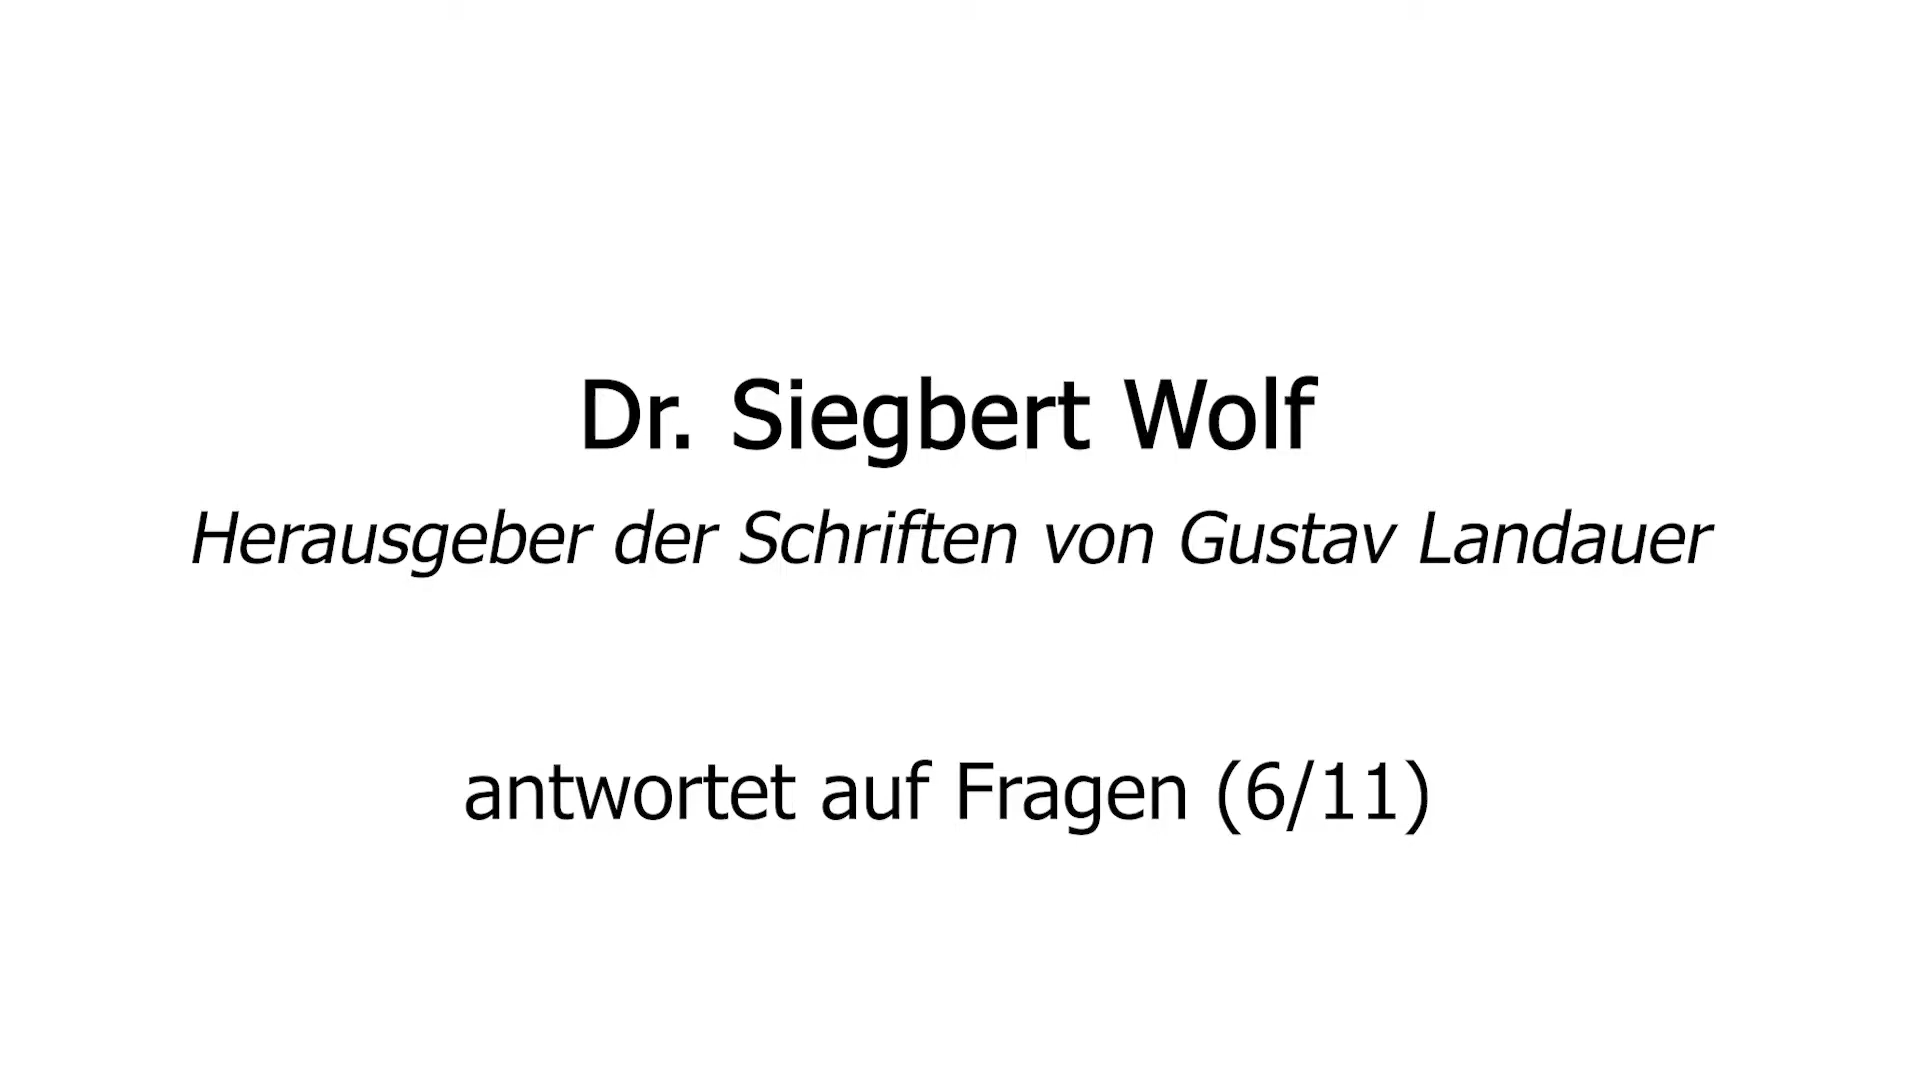 Dr. Siegbert Wolf
Herausgeber der Schriften von Gustav Landauer
antwortet auf Fragen (6/11)